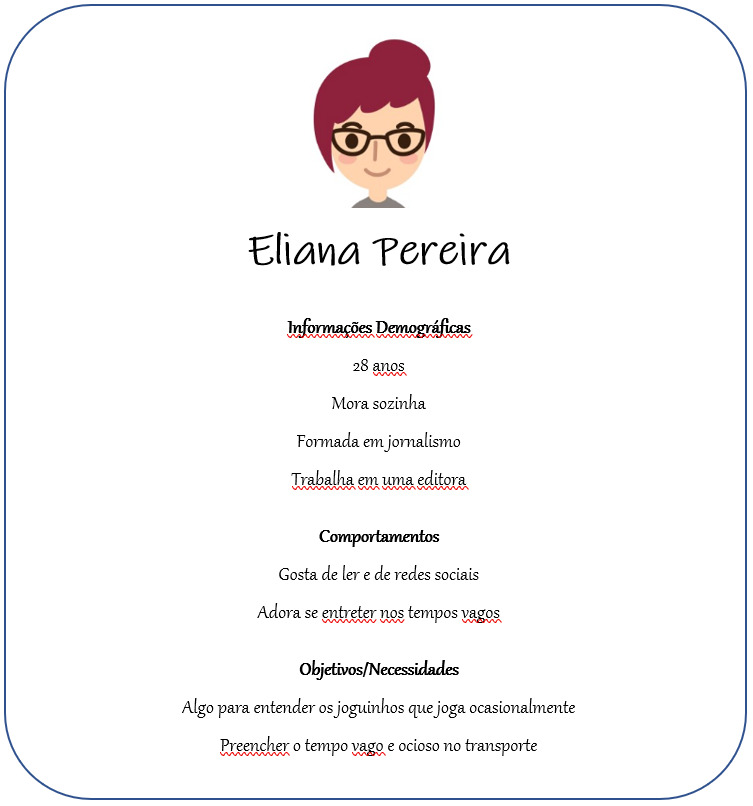 Eliana Pereira
Informações Demográficas
28 anos
Mora sozinha
Formada em jornalismo
Trabalha em uma editora
Comportamentos
Gosta de ler e de redes sociais
Adora se entreter nos tempos vagos
Objetivos/Necessidades
Algo para entender os joguinhos que joga ocasionalmente
Preencher o tempo vago e ocioso no transporte